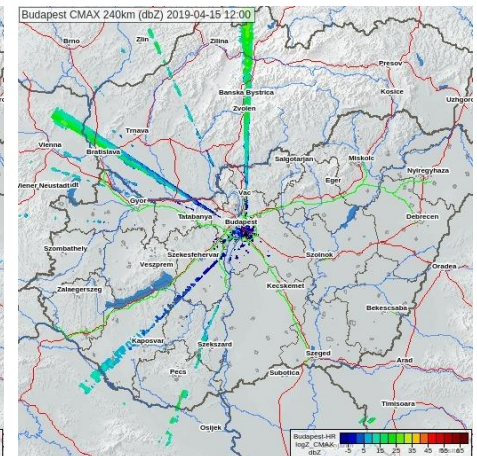 Budapest CMAX 240km (dbZ) 2019-04-15 12:00
Brno
Zlin
Zilina
Presov
Banska Bystrica
Kosice
Zvolen
Uzhgoro
Trnava
Vienna
Bratislava
Salgotarjan
Miskolc
Eger
Nyiregyhaza
Vac
Gyor
Tatabanya
Budapest
Debrecen
Szombathely
Szekesfehervar
Szolnok
Veszprem
Oradea
Zalaegerszeg
Kecskemet
Bekescsaba
Kaposvar
Szekszard
Szeged
Arad
Pecs
Subotica
Timisoara
Osijek
Budapest-HR
logZ_CMAX
dbZ
-5 5 15 25 35 45 55 65